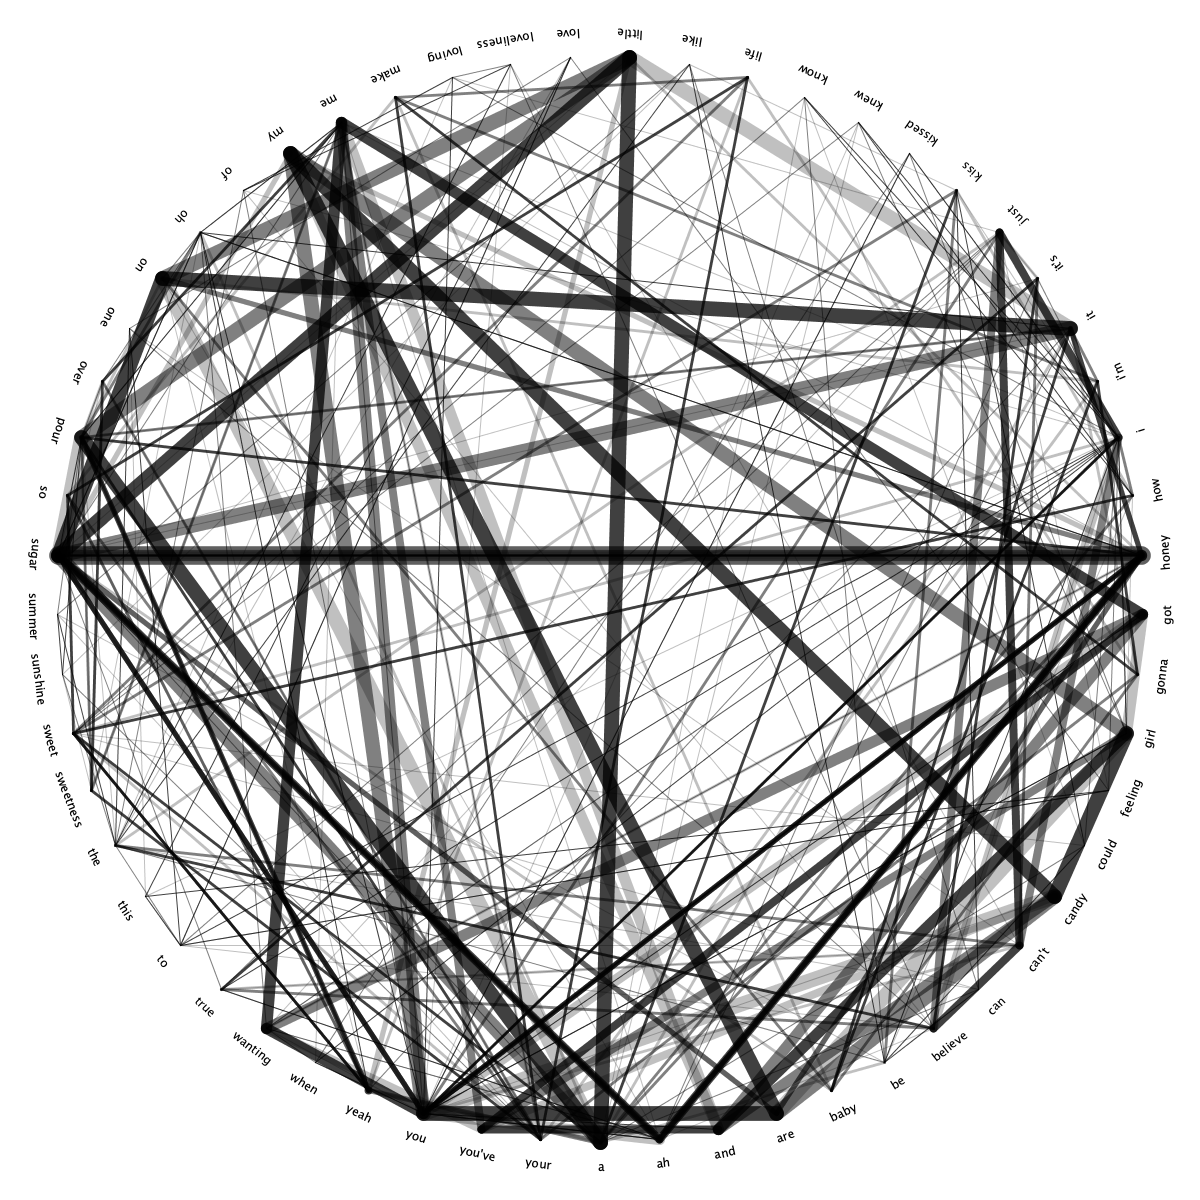 a
ah
and
are
baby
be
believe
can
can't
candy
could
feeling
girl
gonna
got
honey
how
i
i'm
it
it's
just
kiss
kissed
knew
know
life
like
little
love
loveliness
loving
make
me
my
of
oh
on
one
over
pour
so
sugar
summer
sunshine
sweet
sweetness
the
this
to
true
wanting
when
yeah
you
you've
your